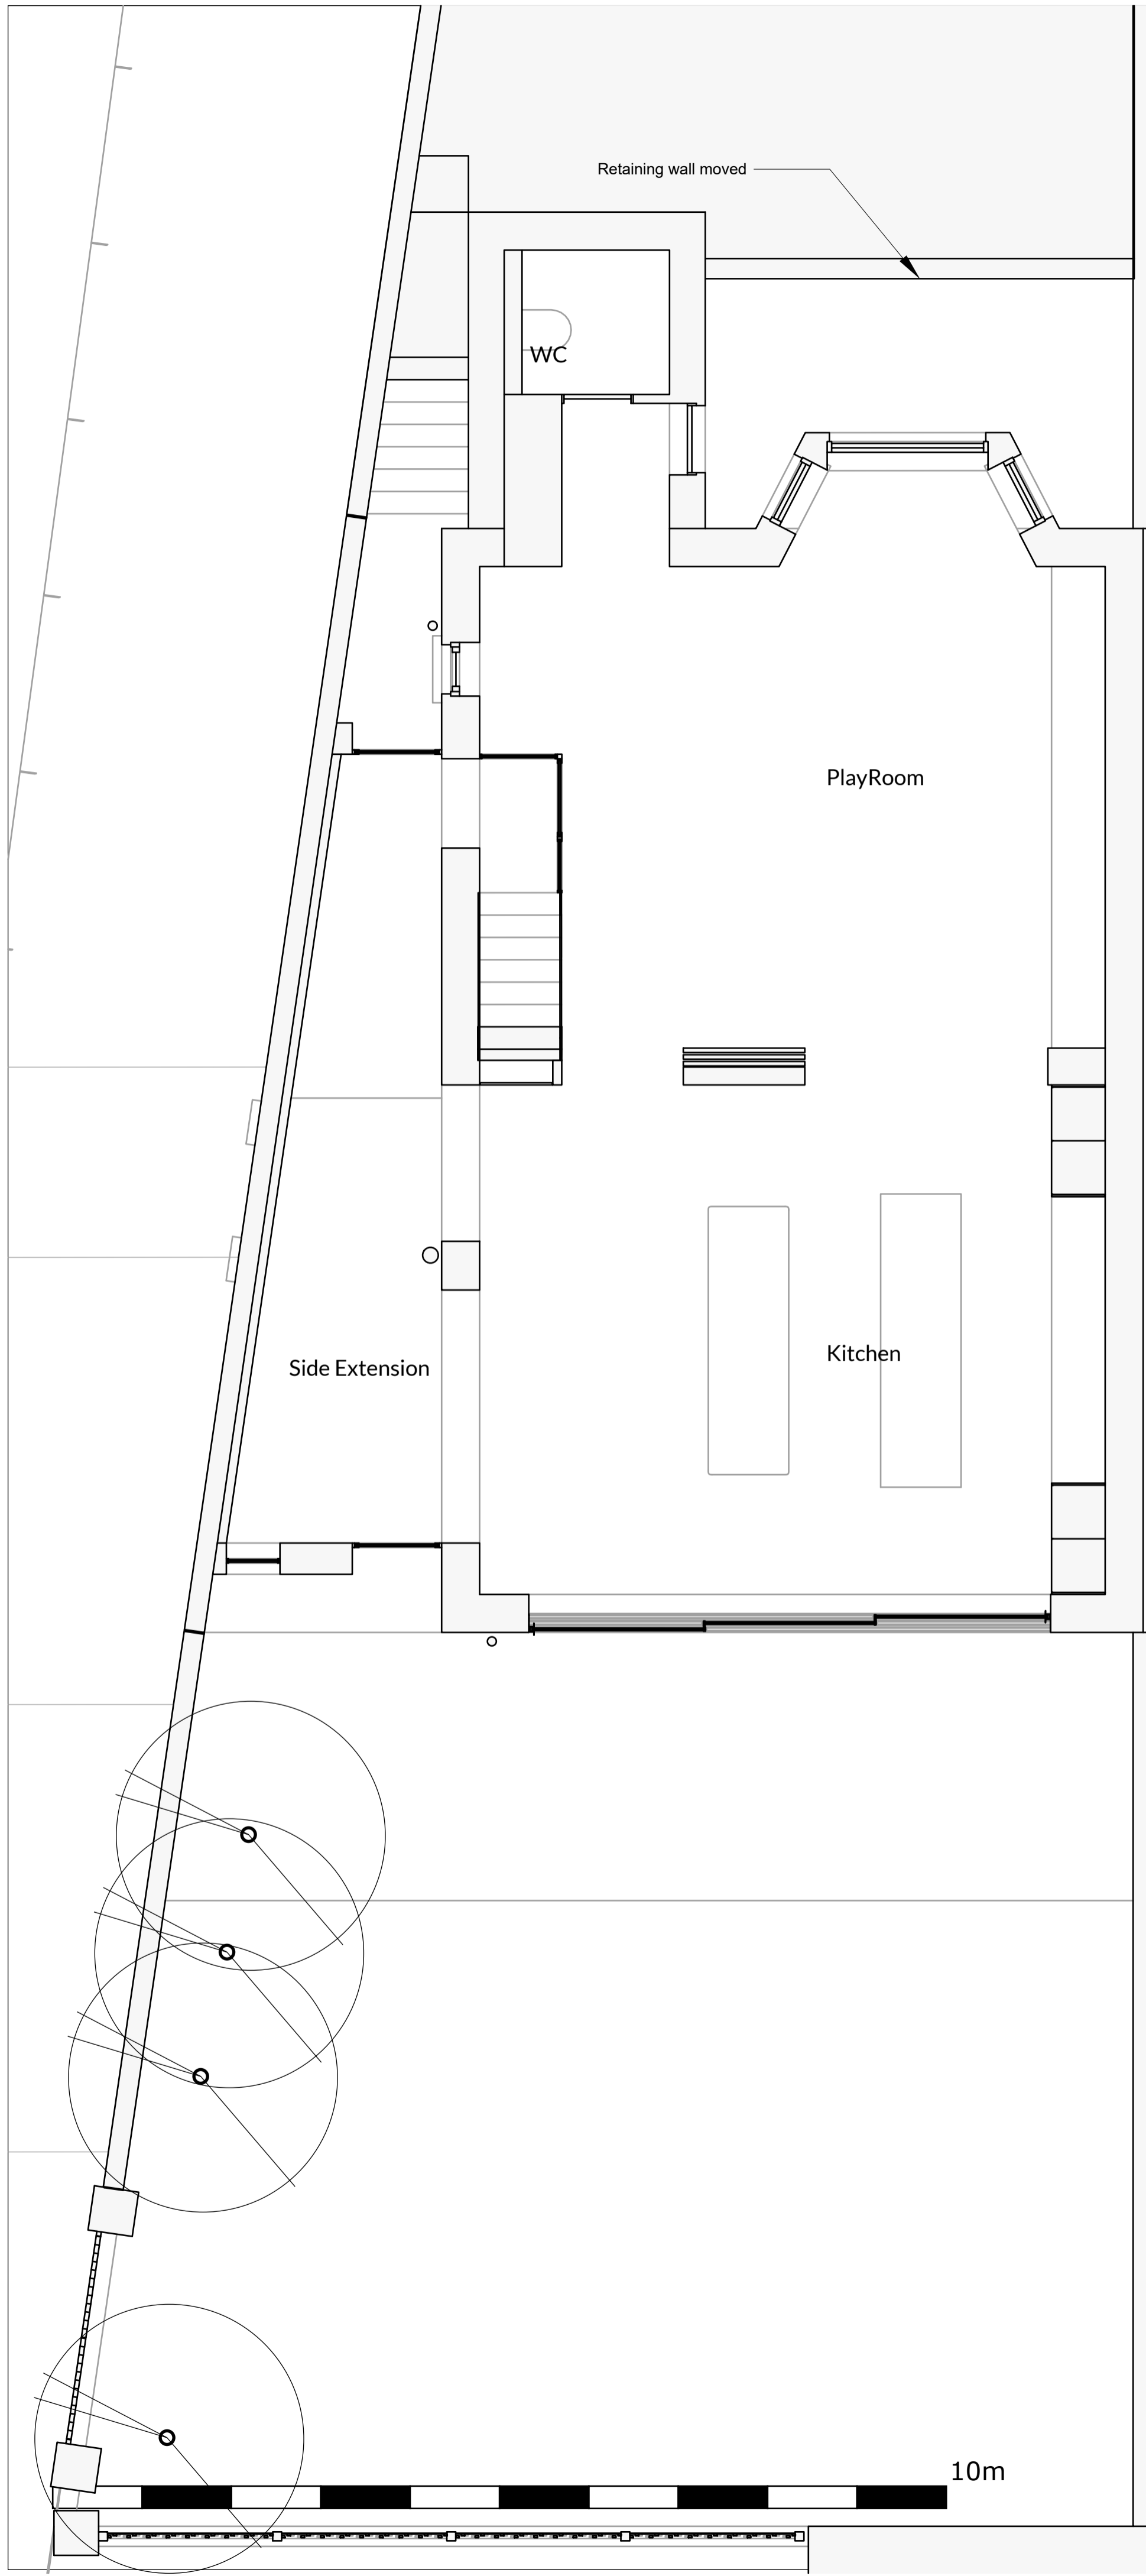 Retaining wall moved
WC
PlayRoom
Kitchen
Side Extension
10m